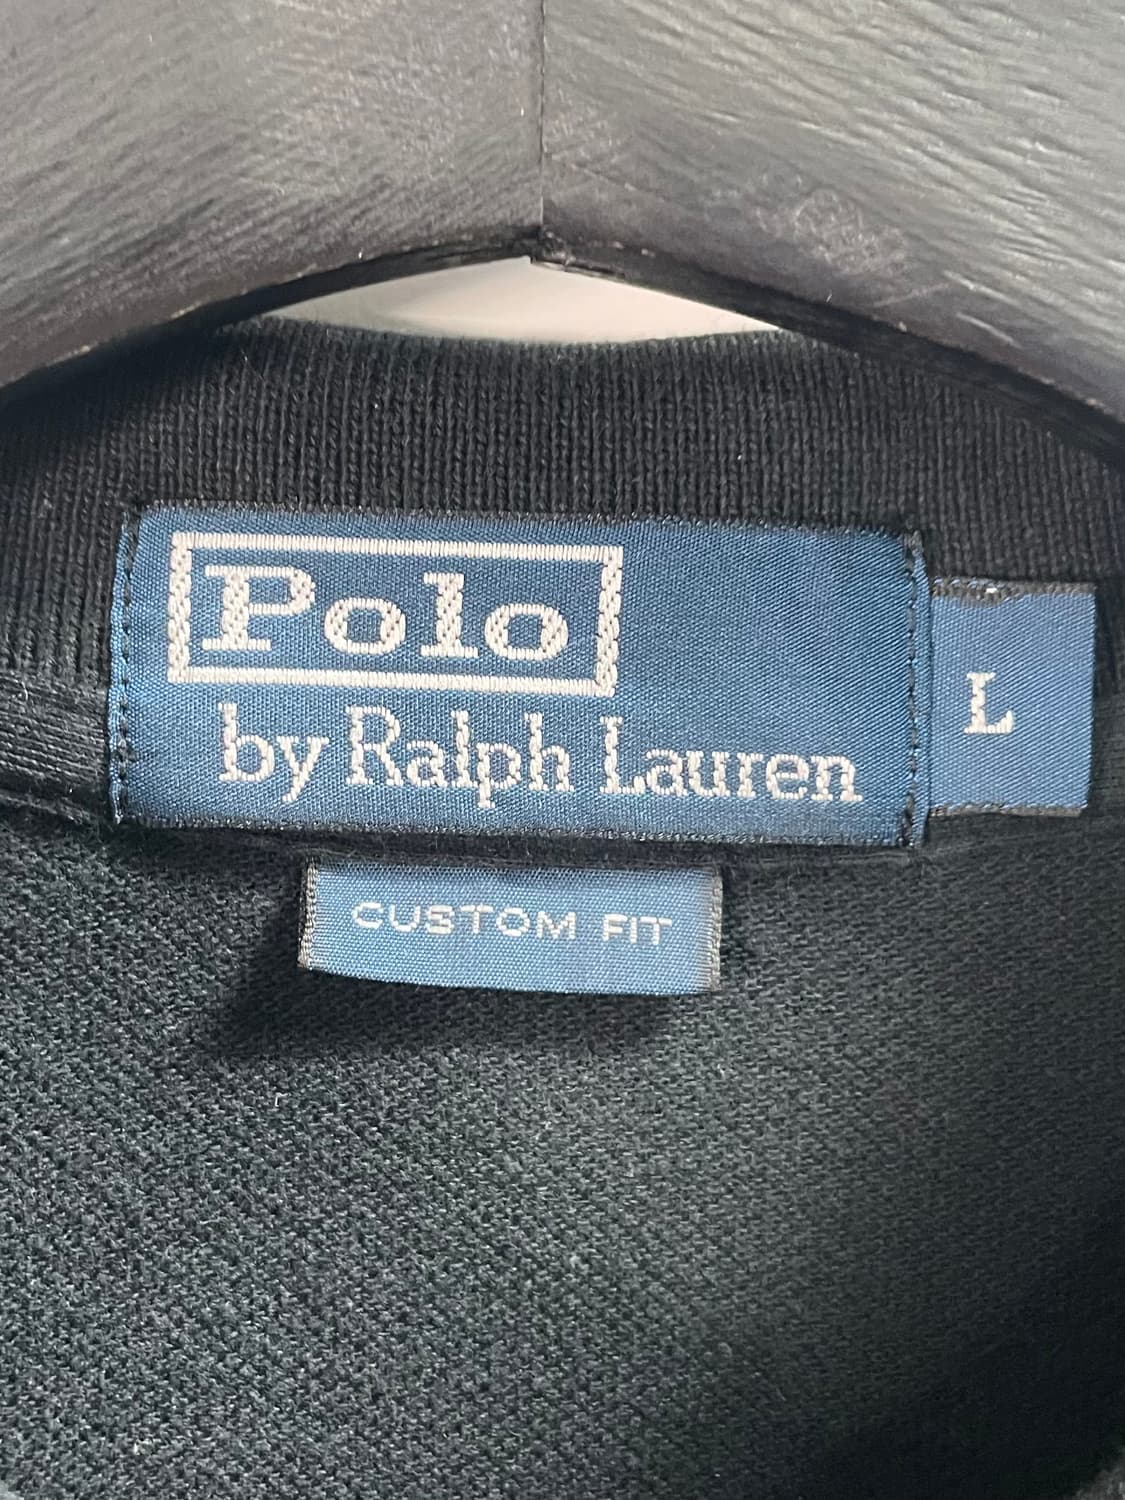 Polo
by Ralph Lauren
L
CUSTOM FIT